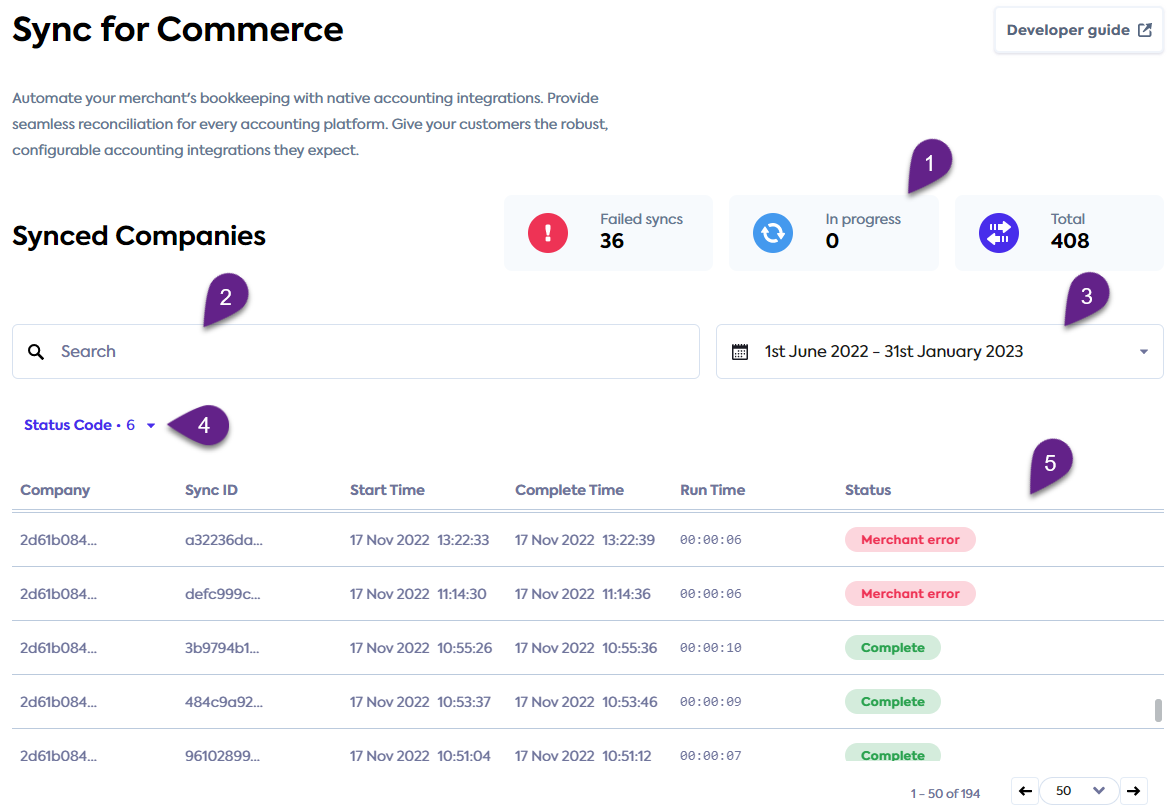 Sync for Commerce
Developer guide
Automate your merchant's bookkeeping with native accounting integrations. Provide
seamless reconciliation for every accounting platform. Give your customers the robust,
configurable accounting integrations they expect.
1
Synced Companies
Failed syncs
36
In progress
0
Total
408
2
3
Search
1st June 2022 - 31st January 2023
Status Code • 6
4
5
Company Sync ID Start Time Complete Time Run Time Status
2d61b084... a32236da... 17 Nov 2022 13:22:33 17 Nov 2022 13:22:39 00:00:06 Merchant error
2d61b084... defc999c... 17 Nov 2022 11:14:30 17 Nov 2022 11:14:36 00:00:06 Merchant error
2d61b084... 3b9794b1... 17 Nov 2022 10:55:26 17 Nov 2022 10:55:36 00:00:10 Complete
2d61b084... 484c9a92... 17 Nov 2022 10:53:37 17 Nov 2022 10:53:46 00:00:09 Complete
2d61b084... 96102899... 17 Nov 2022 10:51:04 17 Nov 2022 10:51:12 00:00:07 Complete
1 - 50 of 194
50